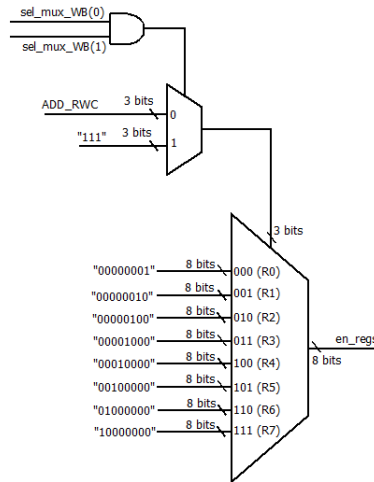 sel_mux_WB(0)
sel_mux_WB(1)
ADD_RWC 3 bits 0
"111" 3 bits 1
3 bits
"00000001" 8 bits 000 (R0)
"00000010" 8 bits 001 (R1)
"00000100" 8 bits 010 (R2)
"00001000" 8 bits 011 (R3)
"00010000" 8 bits 100 (R4)
"00100000" 8 bits 101 (R5)
"01000000" 8 bits 110 (R6)
"10000000" 8 bits 111 (R7)
en_regs
8 bits